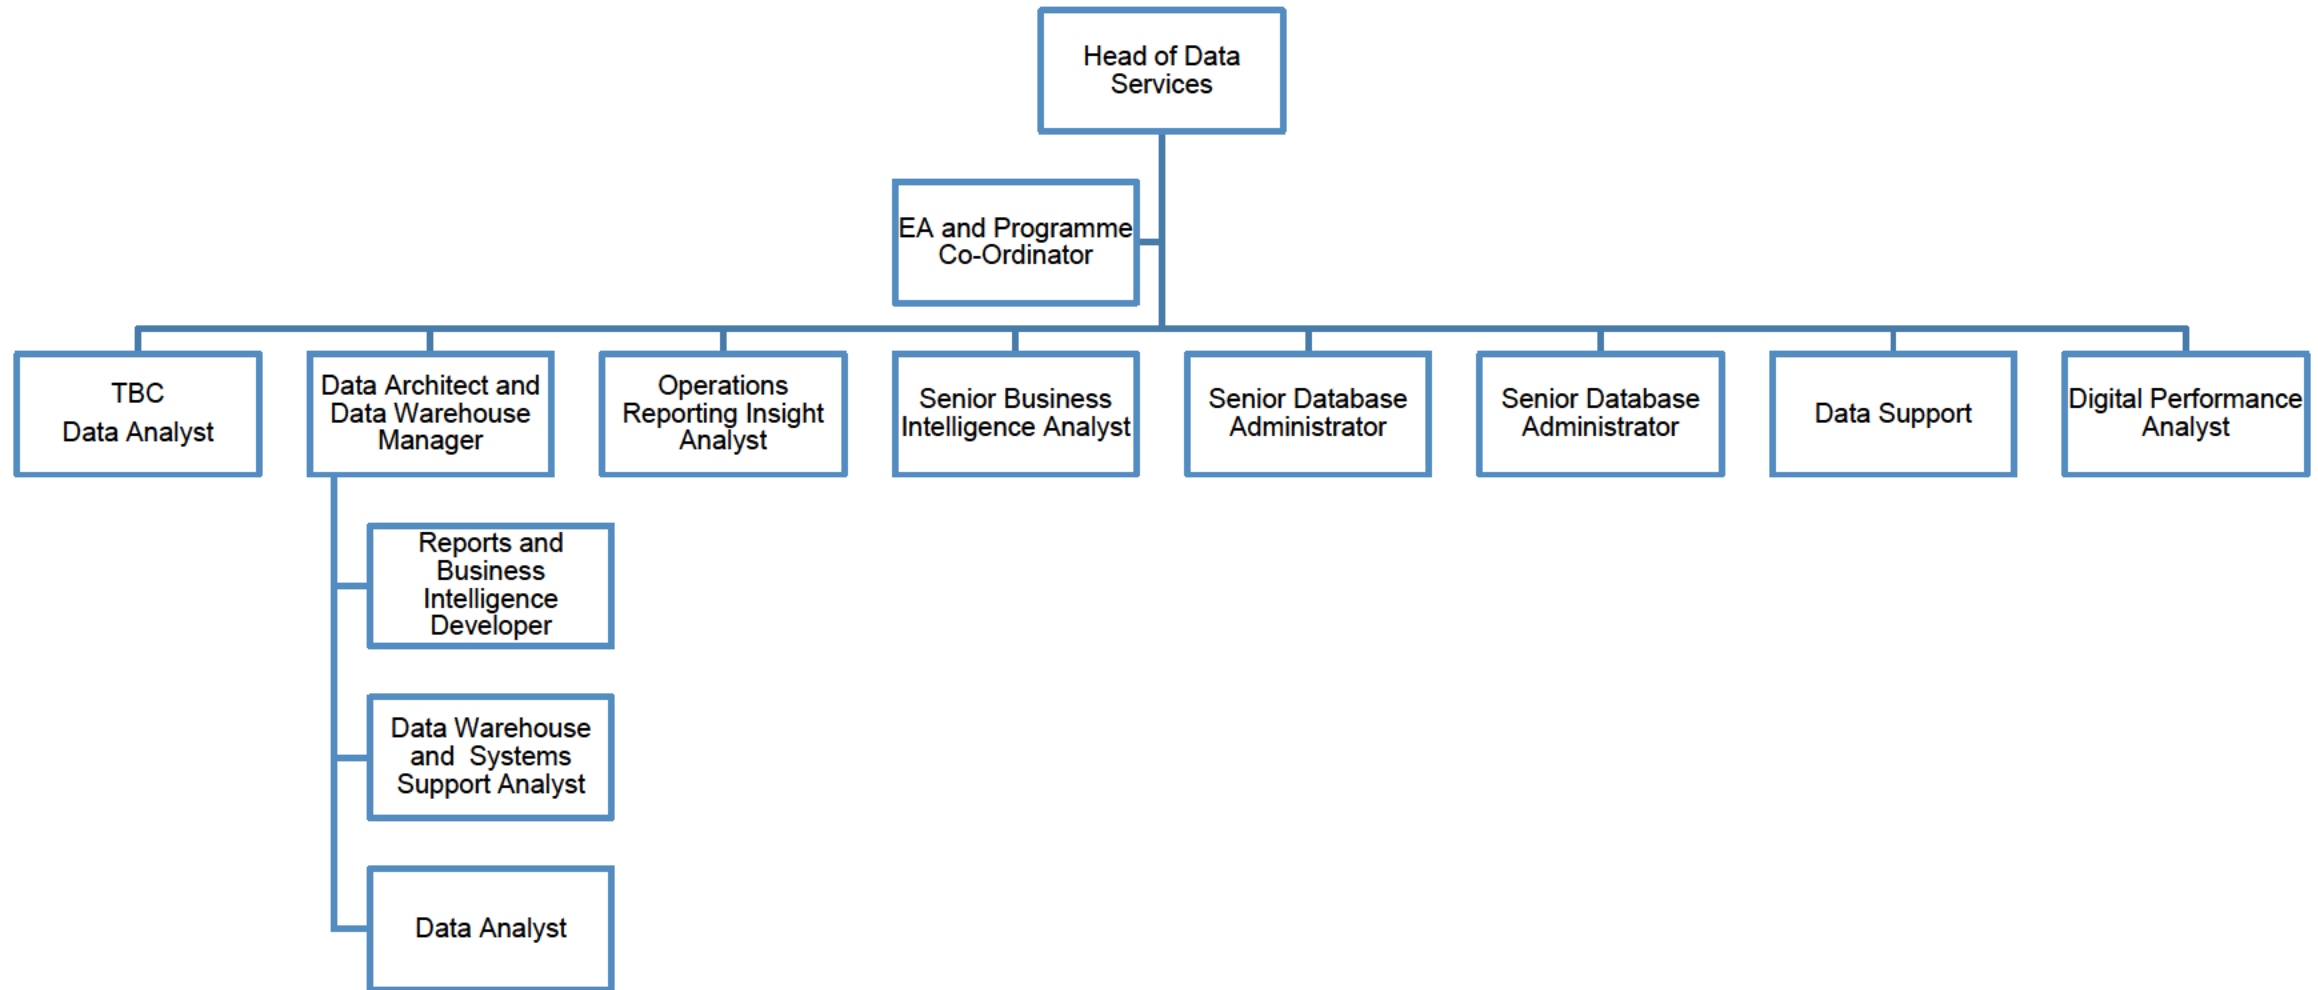 Head of Data
Services
EA and Programme
Co-Ordinator
TBC
Data Analyst
Data Architect and
Data Warehouse
Manager
Operations
Reporting Insight
Analyst
Senior Business
Intelligence Analyst
Senior Database
Administrator
Senior Database
Administrator
Data Support
Digital Performance
Analyst
Reports and
Business
Intelligence
Developer
Data Warehouse
and  Systems
Support Analyst
Data Analyst